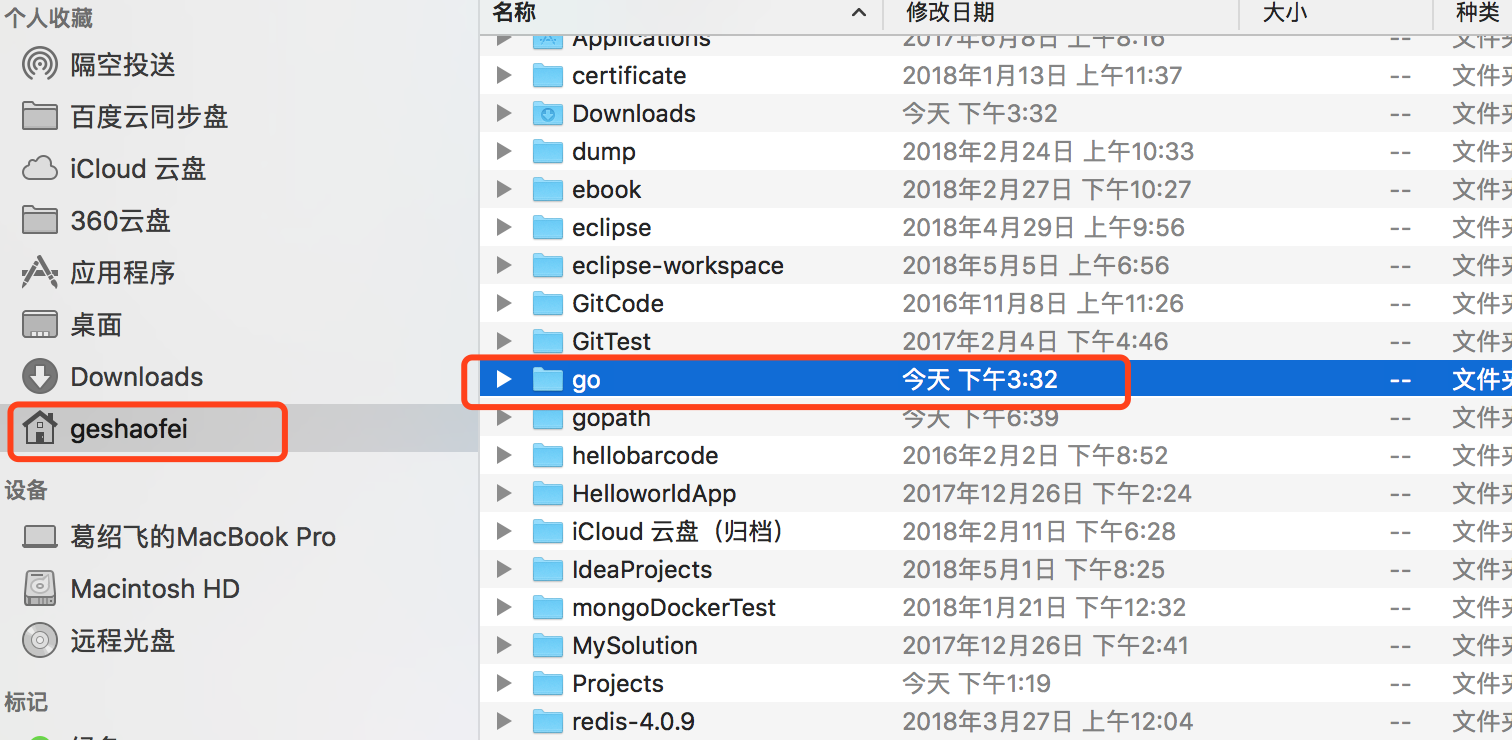 个人收藏
隔空投送
百度云同步盘
iCloud 云盘
360云盘
应用程序
桌面
Downloads
geshaofei
设备
葛绍飞的MacBook Pro
Macintosh HD
远程光盘
标记
名称 修改日期 大小 种类
Applications 2017年6月8日 上午8:16 -- 文件夹
certificate 2018年1月13日 上午11:37 -- 文件夹
Downloads 今天 下午3:32 -- 文件夹
dump 2018年2月24日 上午10:33 -- 文件夹
ebook 2018年2月27日 下午10:27 -- 文件夹
eclipse 2018年4月29日 上午9:56 -- 文件夹
eclipse-workspace 2018年5月5日 上午6:56 -- 文件夹
GitCode 2016年11月8日 上午11:26 -- 文件夹
GitTest 2017年2月4日 下午4:46 -- 文件夹
go 今天 下午3:32 -- 文件夹
gopath 今天 下午6:39 -- 文件夹
hellobarcode 2016年2月2日 下午8:52 -- 文件夹
HelloworldApp 2017年12月26日 下午2:24 -- 文件夹
iCloud 云盘（归档） 2018年2月11日 下午6:28 -- 文件夹
IdeaProjects 2018年5月1日 下午8:25 -- 文件夹
mongoDockerTest 2018年1月21日 下午12:32 -- 文件夹
MySolution 2017年12月26日 下午2:41 -- 文件夹
Projects 今天 下午1:19 -- 文件夹
redis-4.0.9 2018年3月27日 上午12:04 -- 文件夹